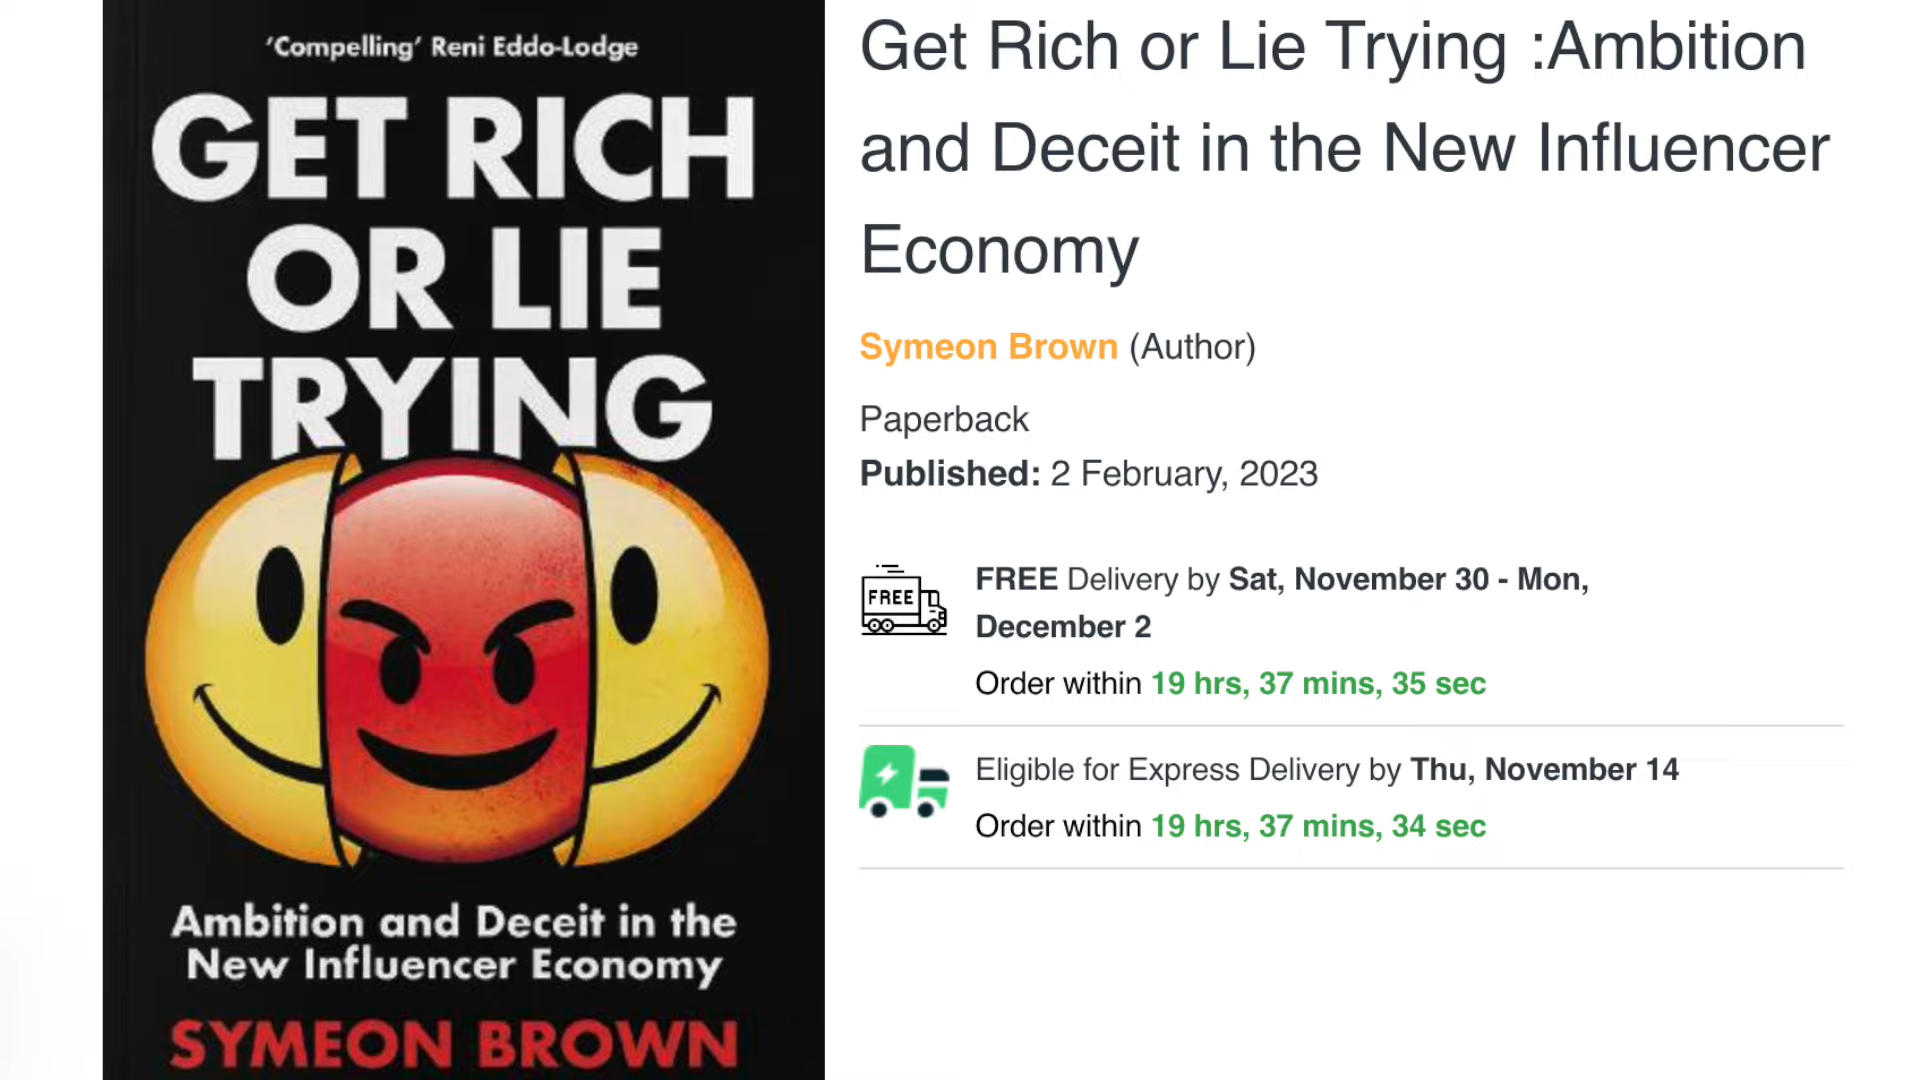 ‘Compelling’ Reni Eddo-Lodge
GET RICH
OR LIE
TRYING
Ambition and Deceit in the
New Influencer Economy
SYMEON BROWN
Get Rich or Lie Trying :Ambition
and Deceit in the New Influencer
Economy
Symeon Brown (Author)
Paperback
Published: 2 February, 2023
FREE
FREE Delivery by Sat, November 30 - Mon,
December 2
Order within 19 hrs, 37 mins, 35 sec
Eligible for Express Delivery by Thu, November 14
Order within 19 hrs, 37 mins, 34 sec